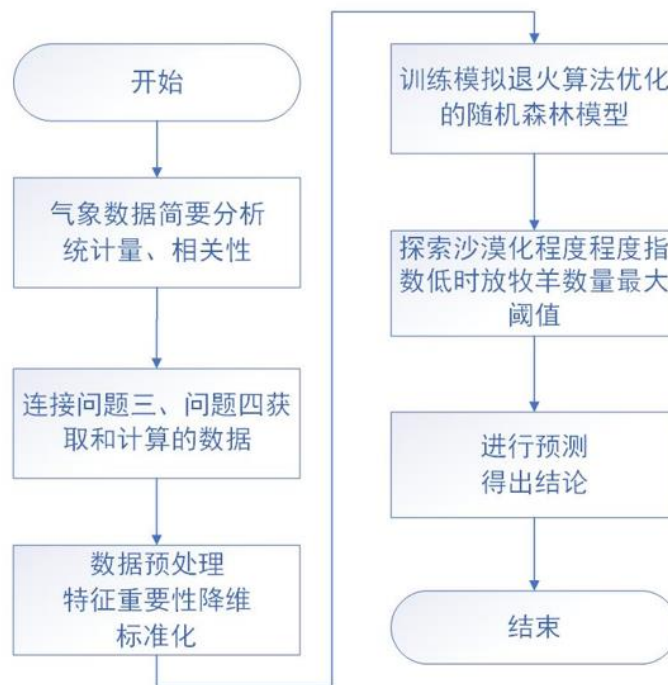 开始
气象数据简要分析
统计量、相关性
连接问题三、问题四获
取和计算的数据
数据预处理
特征重要性降维
标准化
训练模拟退火算法优化
的随机森林模型
探索沙漠化程度程度指
数低时放牧羊数量最大
阈值
进行预测
得出结论
结束